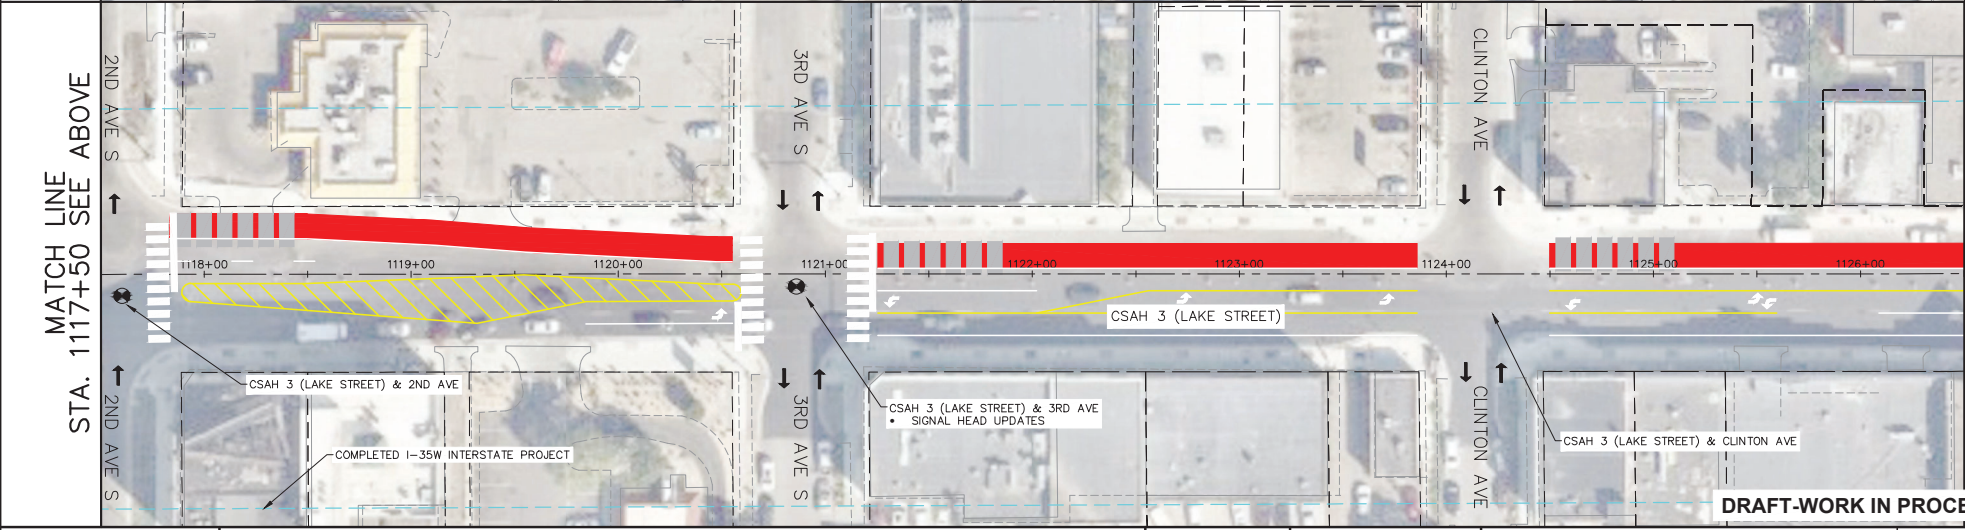 MATCH LINE
STA. 1117+50 SEE ABOVE
2ND AVE S
3RD AVE S
CLINTON AVE
1118+00
1119+00
1120+00
1121+00
1122+00
1123+00
1124+00
1125+00
1126+00
CSAH 3 (LAKE STREET)
CSAH 3 (LAKE STREET) & 2ND AVE
CSAH 3 (LAKE STREET) & 3RD AVE
• SIGNAL HEAD UPDATES
CSAH 3 (LAKE STREET) & CLINTON AVE
COMPLETED I-35W INTERSTATE PROJECT
2ND AVE S
3RD AVE S
CLINTON AVE
DRAFT-WORK IN PROCE